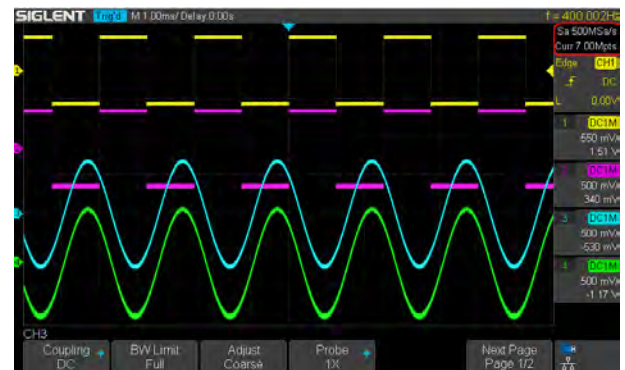 SIGLENT Trig'd M 1.00ms/ Delay:0.00s f = 400.002Hz
Sa 500MSa/s
Curr 7.00Mpts
Edge CH1
DC
L 0.00V
1 DC1M
550 mV/
1.51 V
DC1M
500 mV/
340 mV
3 DC1M
500 mV/
-530 mV
4 DC1M
500 mV/
-1.17 V
CH3
Coupling
DC
BW Limit
Full
Adjust
Coarse
Probe
1X
Next Page
Page 1/2